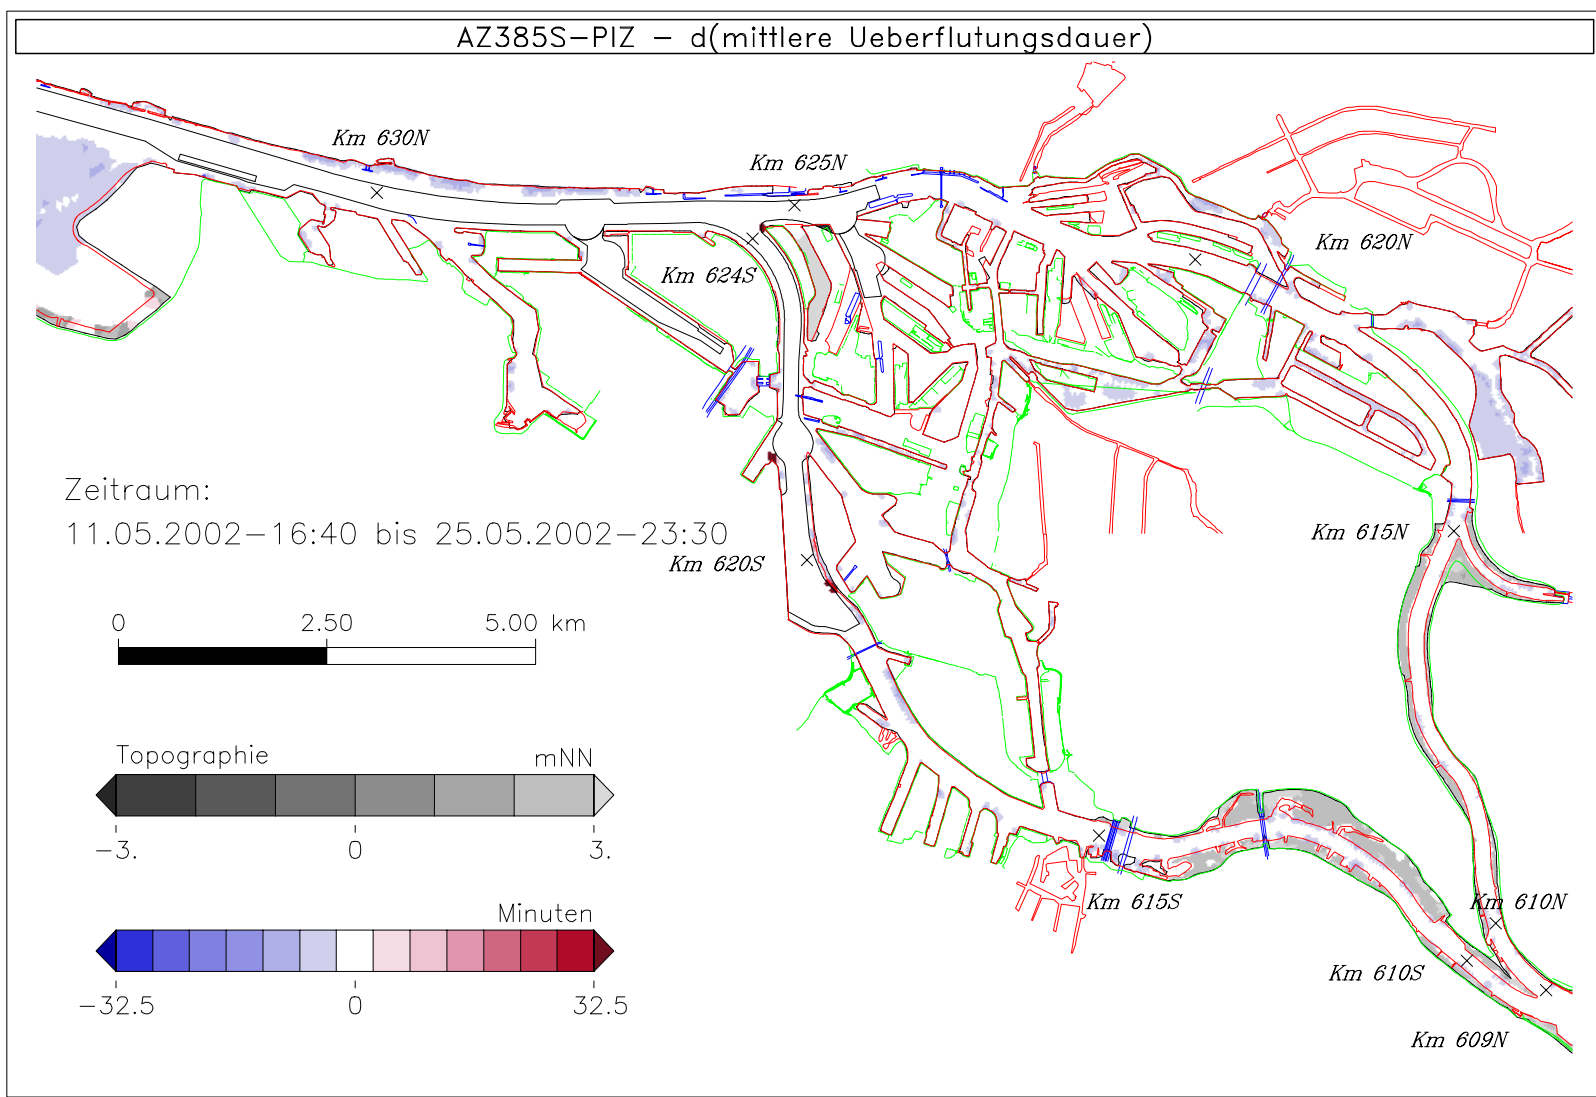 AZ385S-PIZ - d(mittlere Ueberflutungsdauer)
Km 630N
Km 625N
Km 620N
Km 624S
Zeitraum:
11.05.2002-16:40 bis 25.05.2002-23:30
Km 615N
Km 620S
0 2.50 5.00 km
Topographie mNN
-3. 0 3.
Km 615S
Km 610N
Minuten
Km 610S
-32.5 0 32.5
Km 609N